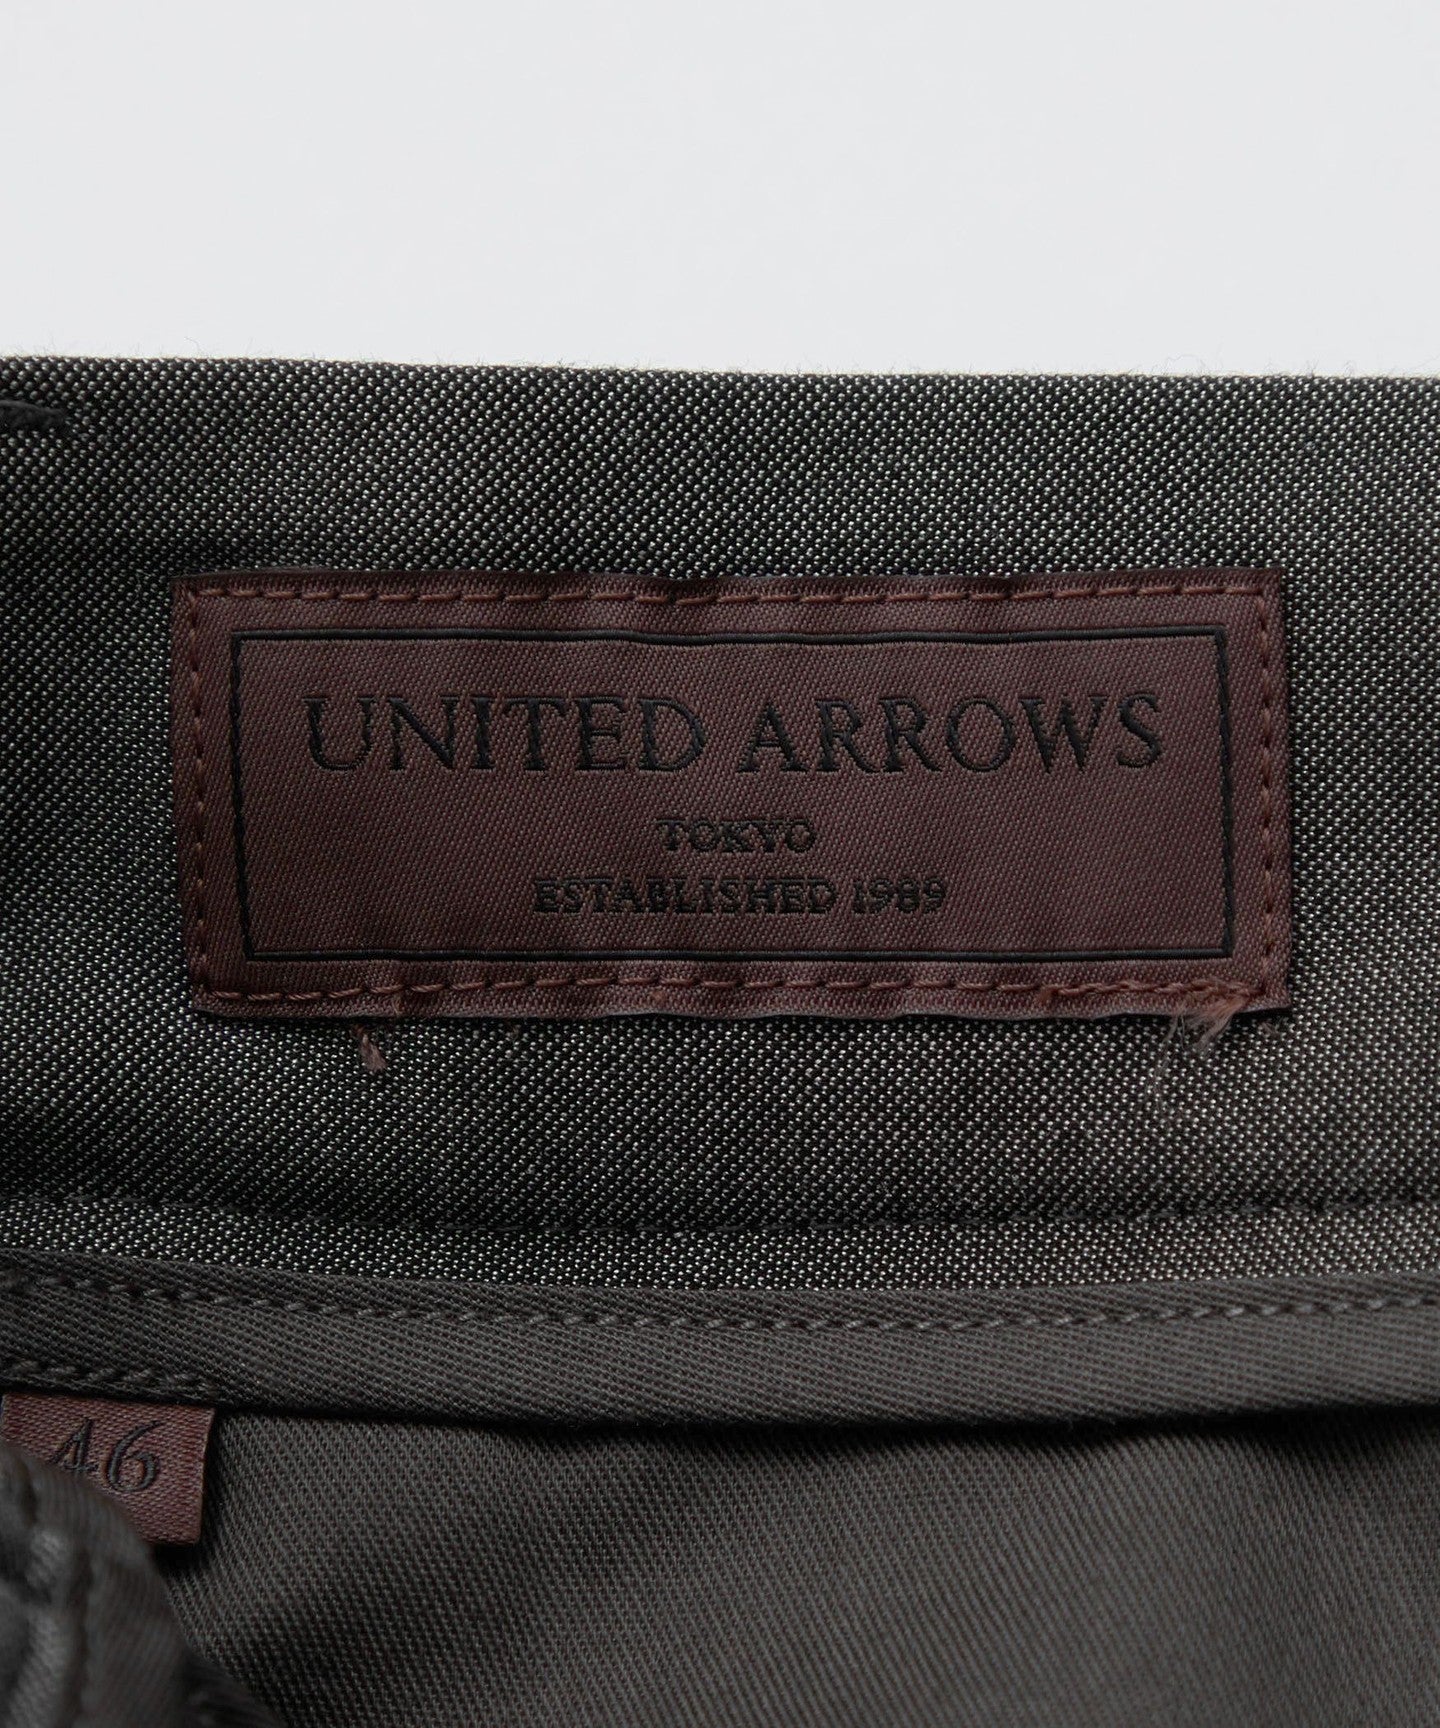 UNITED ARROWS
TOKYO
ESTABLISHED 1989
46